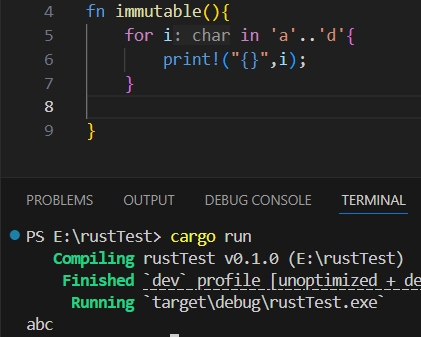 4 fn immutable(){
5 for i: char in 'a'..'d'{
6 print!("{}",i);
7 }
8
9 }
PROBLEMS OUTPUT DEBUG CONSOLE TERMINAL
PS E:\rustTest> cargo run
Compiling rustTest v0.1.0 (E:\rustTest)
Finished `dev` profile [unoptimized + de
Running `target\debug\rustTest.exe`
abc